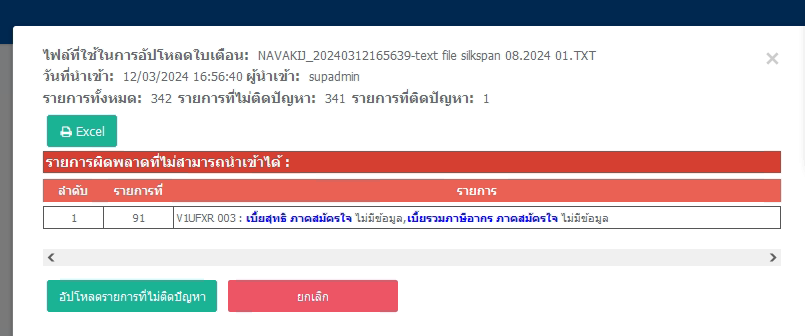 ไฟล์ที่ใช้ในการอัปโหลดใบเตือน: NAVAKIJ_20240312165639-text file silkspan 08.2024 01.TXT
×
วันที่นำเข้า: 12/03/2024 16:56:40 ผู้นำเข้า: supadmin
รายการทั้งหมด: 342 รายการที่ไม่ติดปัญหา: 341 รายการที่ติดปัญหา: 1
Excel
รายการผิดพลาดที่ไม่สามารถนำเข้าได้ :
ลำดับ รายการที่ รายการ
1 91 V1UFXR 003 : เบี้ยสุทธิ ภาคสมัครใจ ไม่มีข้อมูล,เบี้ยรวมภาษีอากร ภาคสมัครใจ ไม่มีข้อมูล
อัปโหลดรายการที่ไม่ติดปัญหา ยกเลิก